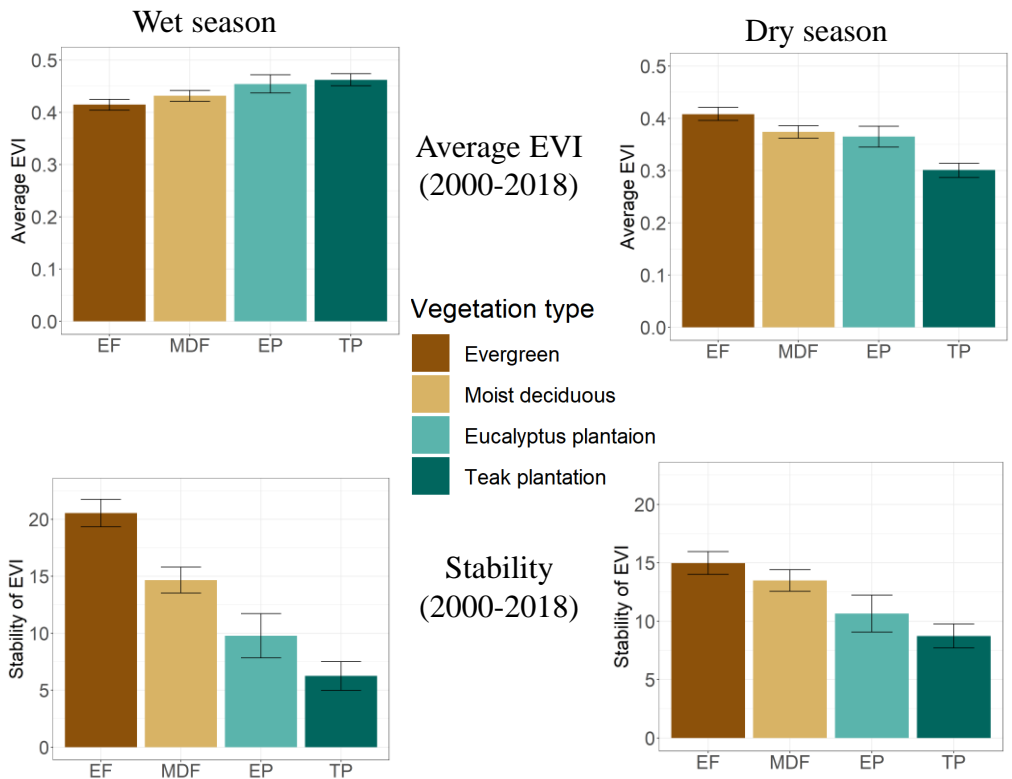 Wet season
Dry season
Average EVI
0.5
0.4
0.3
0.2
0.1
0.0
EF MDF EP TP
Average EVI
(2000-2018)
Average EVI
0.5
0.4
0.3
0.2
0.1
0.0
EF MDF EP TP
Vegetation type
Evergreen
Moist deciduous
Eucalyptus plantaion
Teak plantation
Stability of EVI
20
15
10
5
0
EF MDF EP TP
Stability
(2000-2018)
Stability of EVI
20
15
10
5
0
EF MDF EP TP